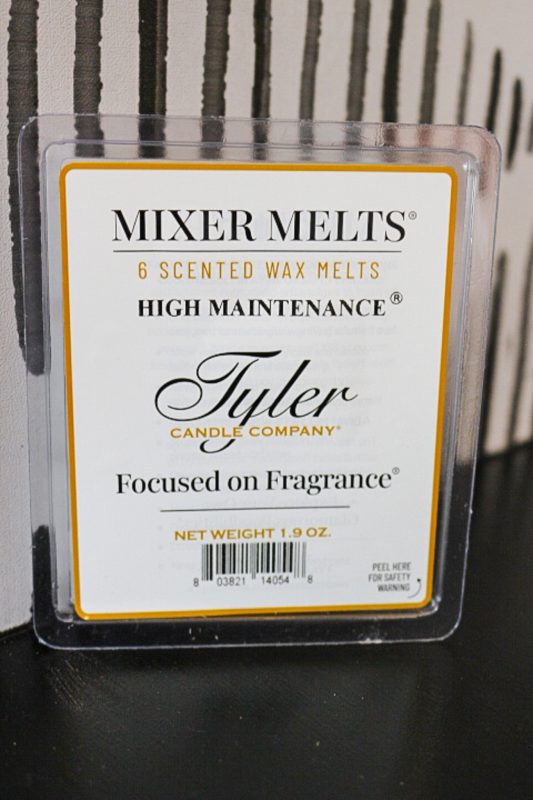 MIXER MELTS®
6 SCENTED WAX MELTS
HIGH MAINTENANCE®
Tyler
CANDLE COMPANY®
Focused on Fragrance®
NET WEIGHT 1.9 OZ.
8 03821 14054 8
PEEL HERE
FOR SAFETY
WARNING